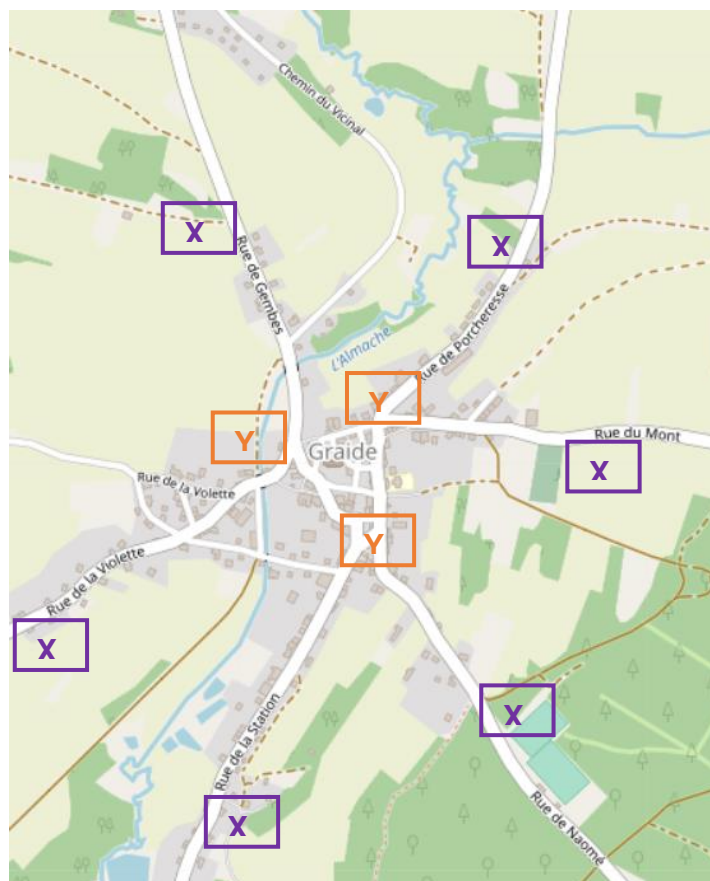 Chemin du Vicinal
X
X
Rue de Gembes
Rue de Porcheresse
L'Almache
Y
Y
Rue du Mont
Graide
X
Rue de la Volette
Y
Rue de la Violette
X
X
Rue de la Station
X
Rue de Naomé